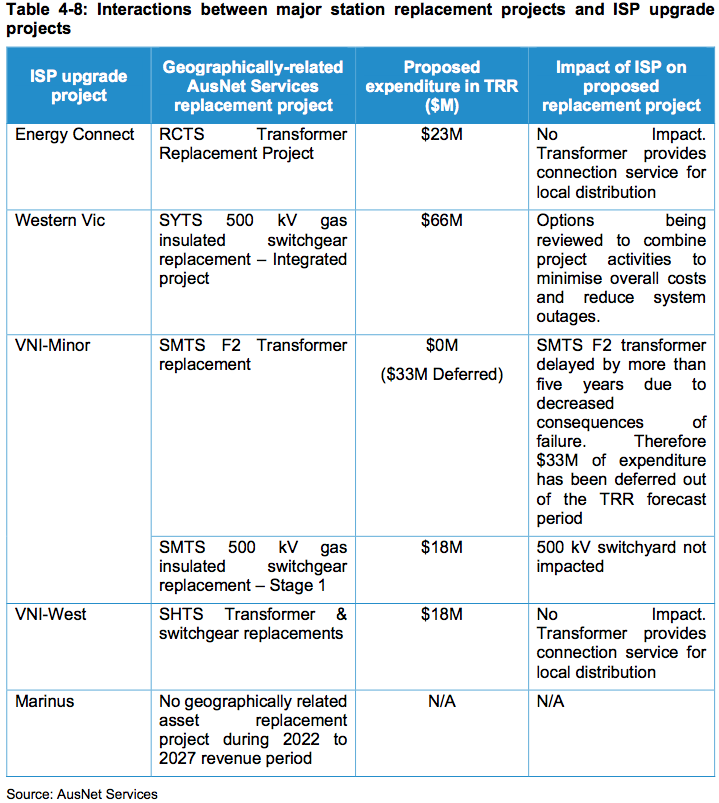 Table 4-8: Interactions between major station replacement projects and ISP upgrade
projects
ISP upgrade
project
Geographically-related
AusNet Services
replacement project
Proposed
expenditure in TRR
($M)
Impact of ISP on
proposed
replacement project
Energy Connect
RCTS Transformer
Replacement Project
$23M
No Impact.
Transformer provides
connection service for
local distribution
Western Vic
SYTS 500 kV gas
insulated switchgear
replacement – Integrated
project
$66M
Options being
reviewed to combine
project activities to
minimise overall costs
and reduce system
outages.
VNI-Minor
SMTS F2 Transformer
replacement
$0M
($33M Deferred)
SMTS F2 transformer
delayed by more than
five years due to
decreased
consequences of
failure. Therefore
$33M of expenditure
has been deferred out
of the TRR forecast
period
SMTS 500 kV gas
insulated switchgear
replacement – Stage 1
$18M
500 kV switchyard not
impacted
VNI-West
SHTS Transformer &
switchgear replacements
$18M
No Impact.
Transformer provides
connection service for
local distribution
Marinus
No geographically related
asset replacement
project during 2022 to
2027 revenue period
N/A
N/A
Source: AusNet Services